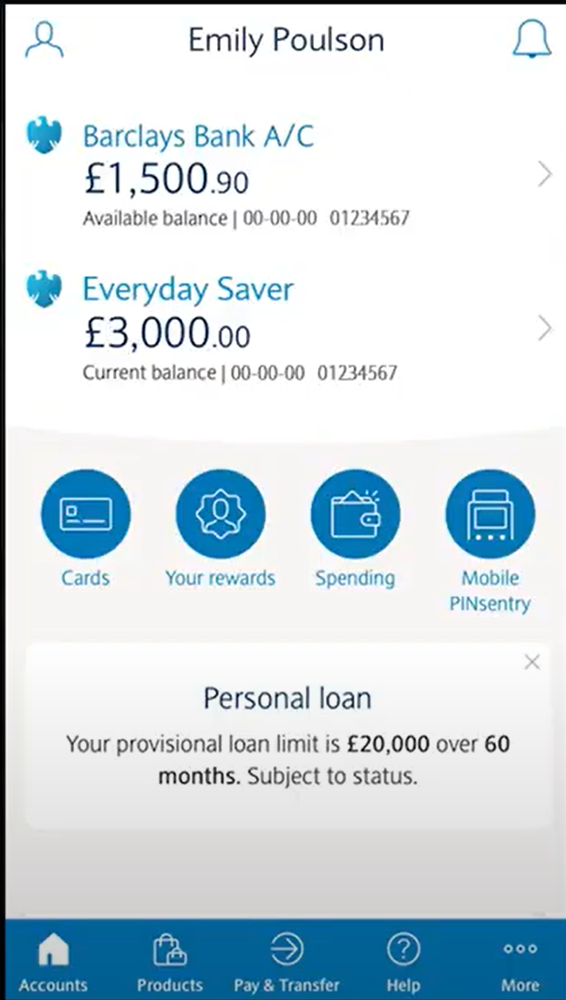 Emily Poulson
Barclays Bank A/C
£1,500.90
Available balance | 00-00-00 01234567
Everyday Saver
£3,000.00
Current balance | 00-00-00 01234567
Cards
Your rewards
Spending
Mobile
PINsentry
Personal loan
Your provisional loan limit is £20,000 over 60
months. Subject to status.
Accounts
Products
Pay & Transfer
Help
More